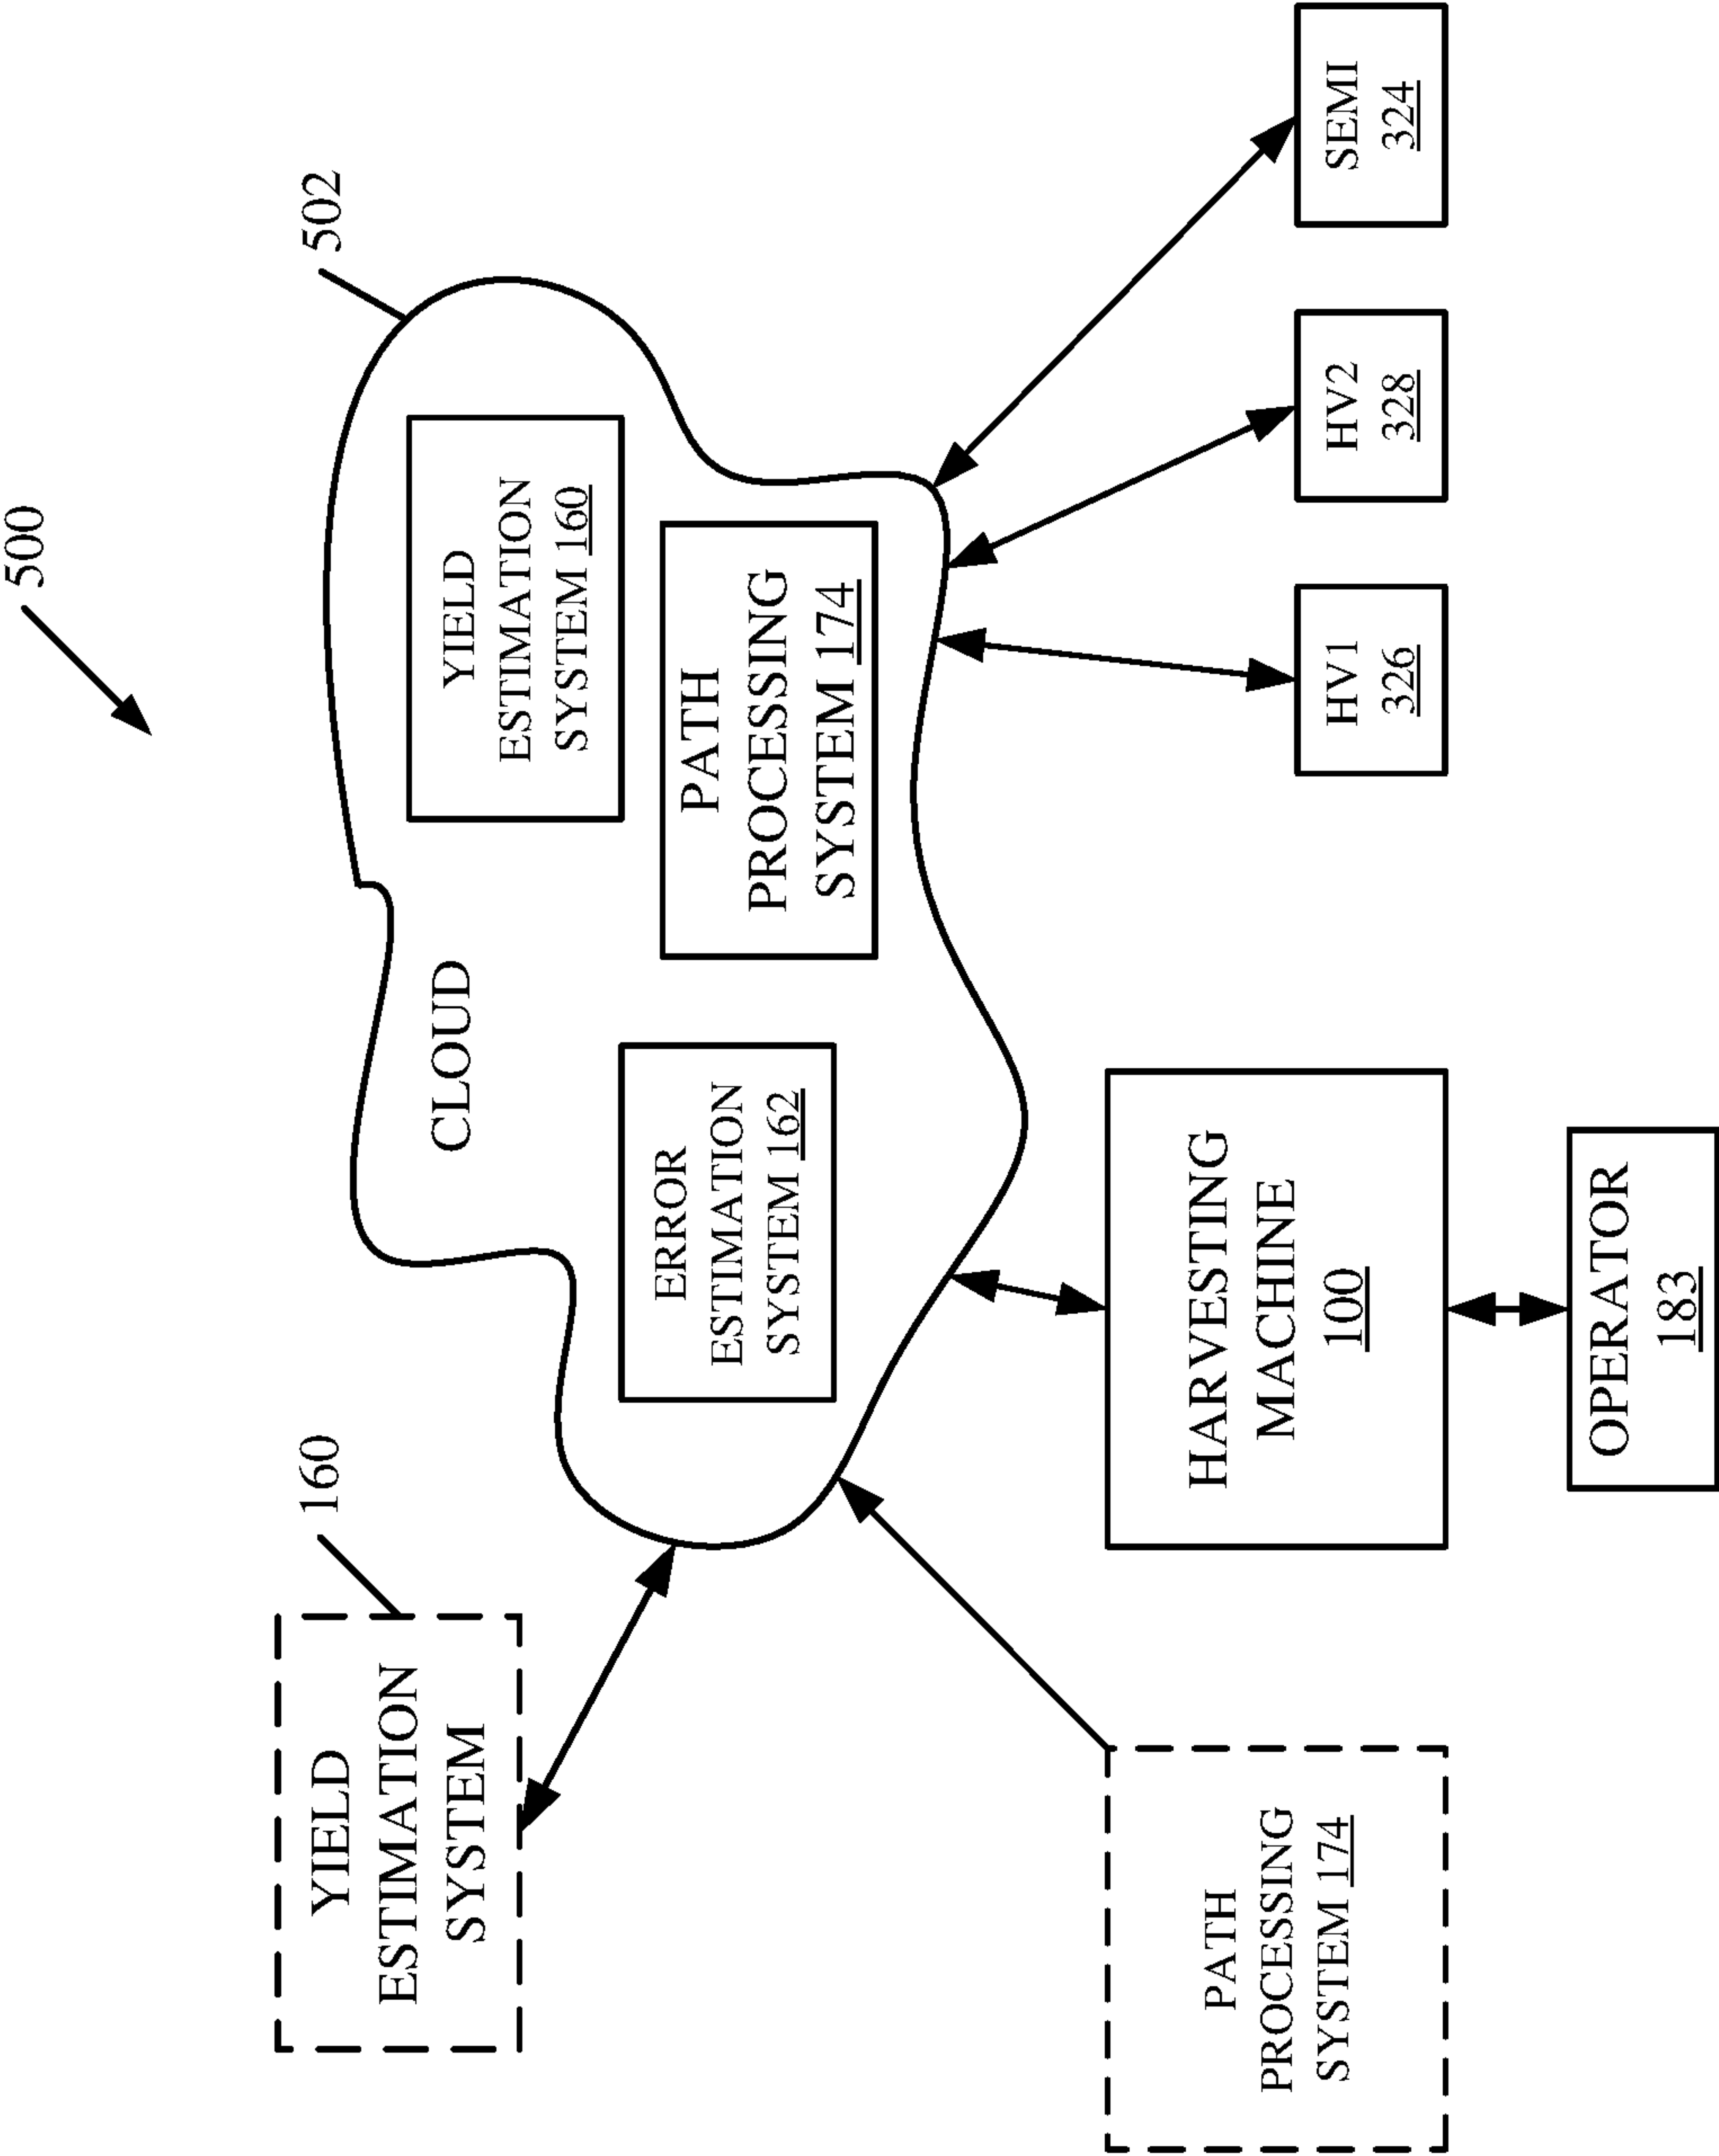 500
502
160
YIELD
ESTIMATION
SYSTEM
CLOUD
YIELD
ESTIMATION
SYSTEM 160
ERROR
ESTIMATION
SYSTEM 162
PATH
PROCESSING
SYSTEM 174
PATH
PROCESSING
SYSTEM 174
HARVESTING
MACHINE
100
HV1
326
HV2
328
SEMI
324
OPERATOR
183